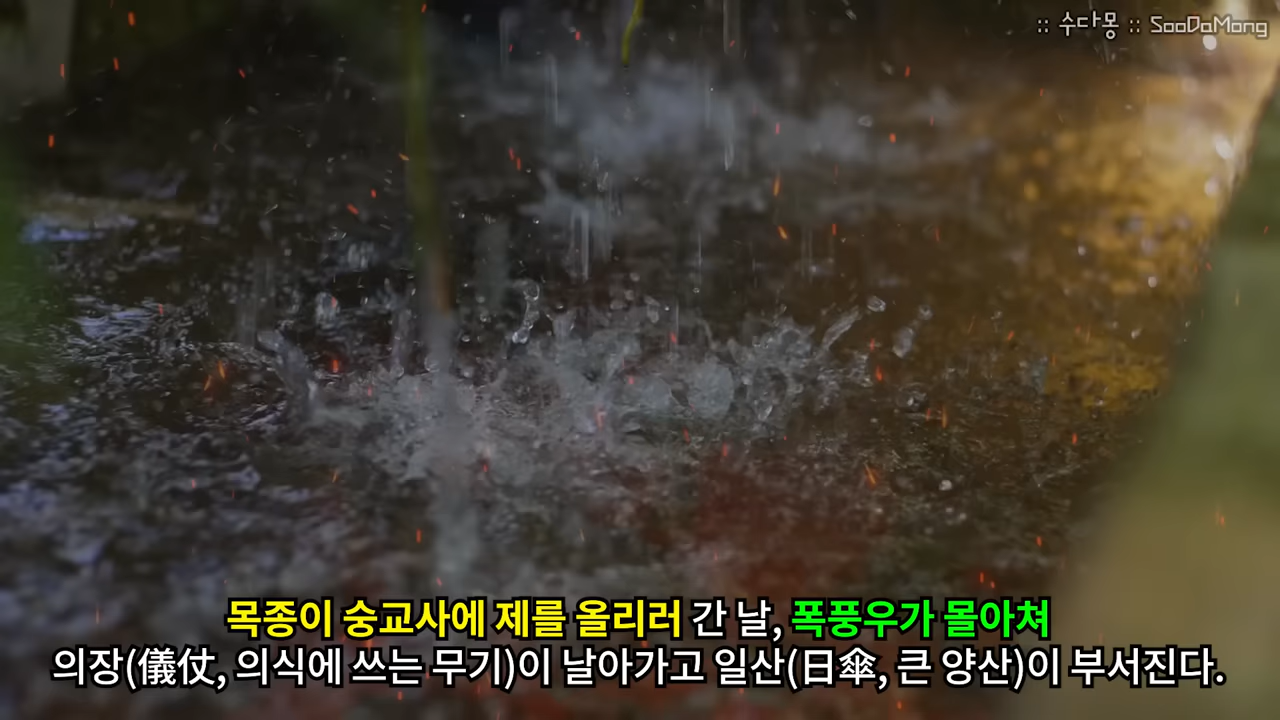 :: 수다몽 :: SooDaMong
목종이 숭교사에 제를 올리러 간 날, 폭풍우가 몰아쳐
의장(儀仗, 의식에 쓰는 무기)이 날아가고 일산(日傘, 큰 양산)이 부서진다.